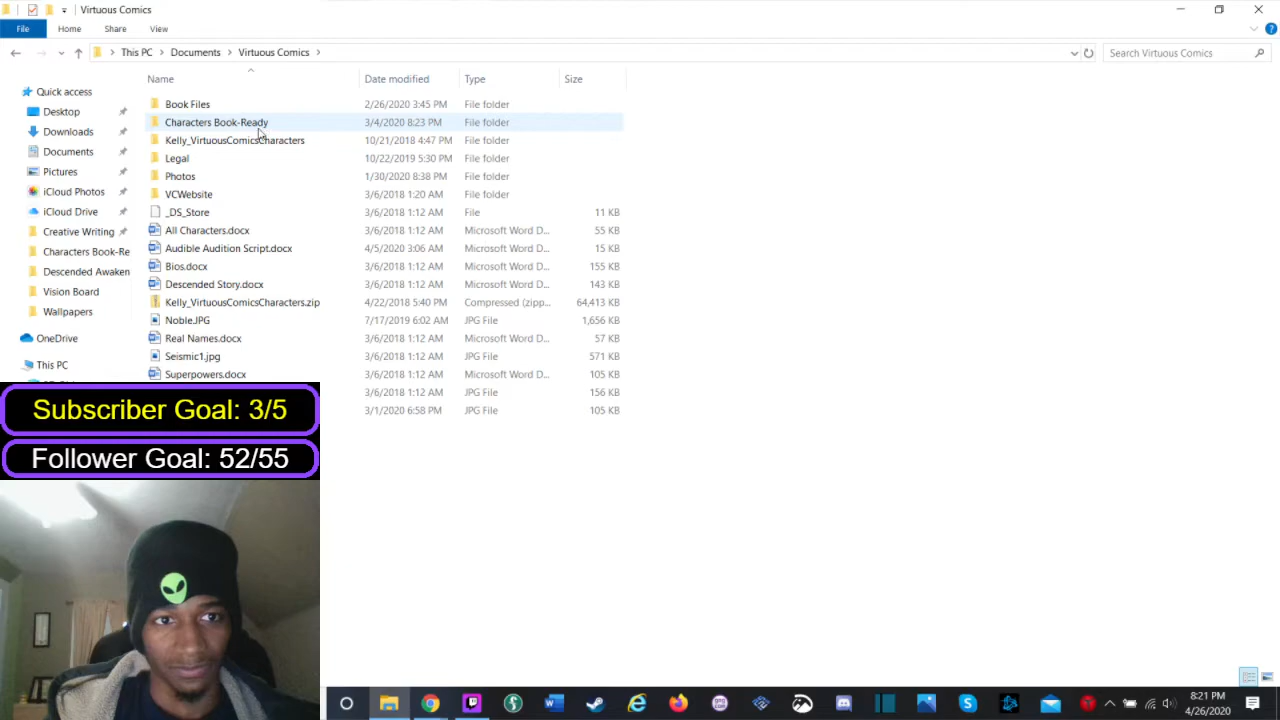 Virtuous Comics
File Home Share View
This PC Documents Virtuous Comics Search Virtuous Comics
Name Date modified Type Size
Quick access
Desktop
Downloads
Documents
Pictures
iCloud Photos
iCloud Drive
Creative Writing
Characters Book-Re
Descended Awaken
Vision Board
Wallpapers
OneDrive
This PC
Book Files 2/26/2020 3:45 PM File folder
Characters Book-Ready 3/4/2020 8:23 PM File folder
Kelly_VirtuousComicsCharacters 10/21/2018 4:47 PM File folder
Legal 10/22/2019 5:30 PM File folder
Photos 1/30/2020 8:38 PM File folder
VCWebsite 3/6/2018 1:20 AM File folder
_DS_Store 3/6/2018 1:12 AM File 11 KB
All Characters.docx 3/6/2018 1:12 AM Microsoft Word D... 55 KB
Audible Audition Script.docx 4/5/2020 3:06 AM Microsoft Word D... 15 KB
Bios.docx 3/6/2018 1:12 AM Microsoft Word D... 155 KB
Descended Story.docx 3/6/2018 1:12 AM Microsoft Word D... 143 KB
Kelly_VirtuousComicsCharacters.zip 4/22/2018 5:40 PM Compressed (zipp... 64,413 KB
Noble.JPG 7/17/2019 6:02 AM JPG File 1,656 KB
Real Names.docx 3/6/2018 1:12 AM Microsoft Word D... 57 KB
Seismic1.jpg 3/6/2018 1:12 AM JPG File 571 KB
Superpowers.docx 3/6/2018 1:12 AM Microsoft Word D... 105 KB
3/6/2018 1:12 AM JPG File 156 KB
3/1/2020 6:58 PM JPG File 105 KB
Subscriber Goal: 3/5
Follower Goal: 52/55
8:21 PM
4/26/2020